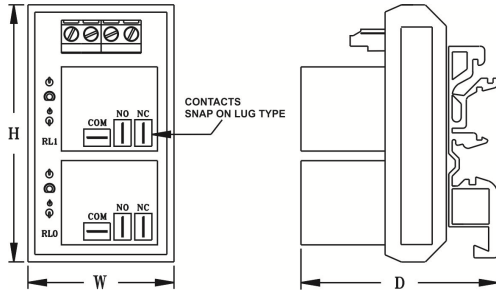 H
CONTACTS
SNAP ON LUG TYPE
COM NO NC
RL1
COM NO NC
RL0
W
D